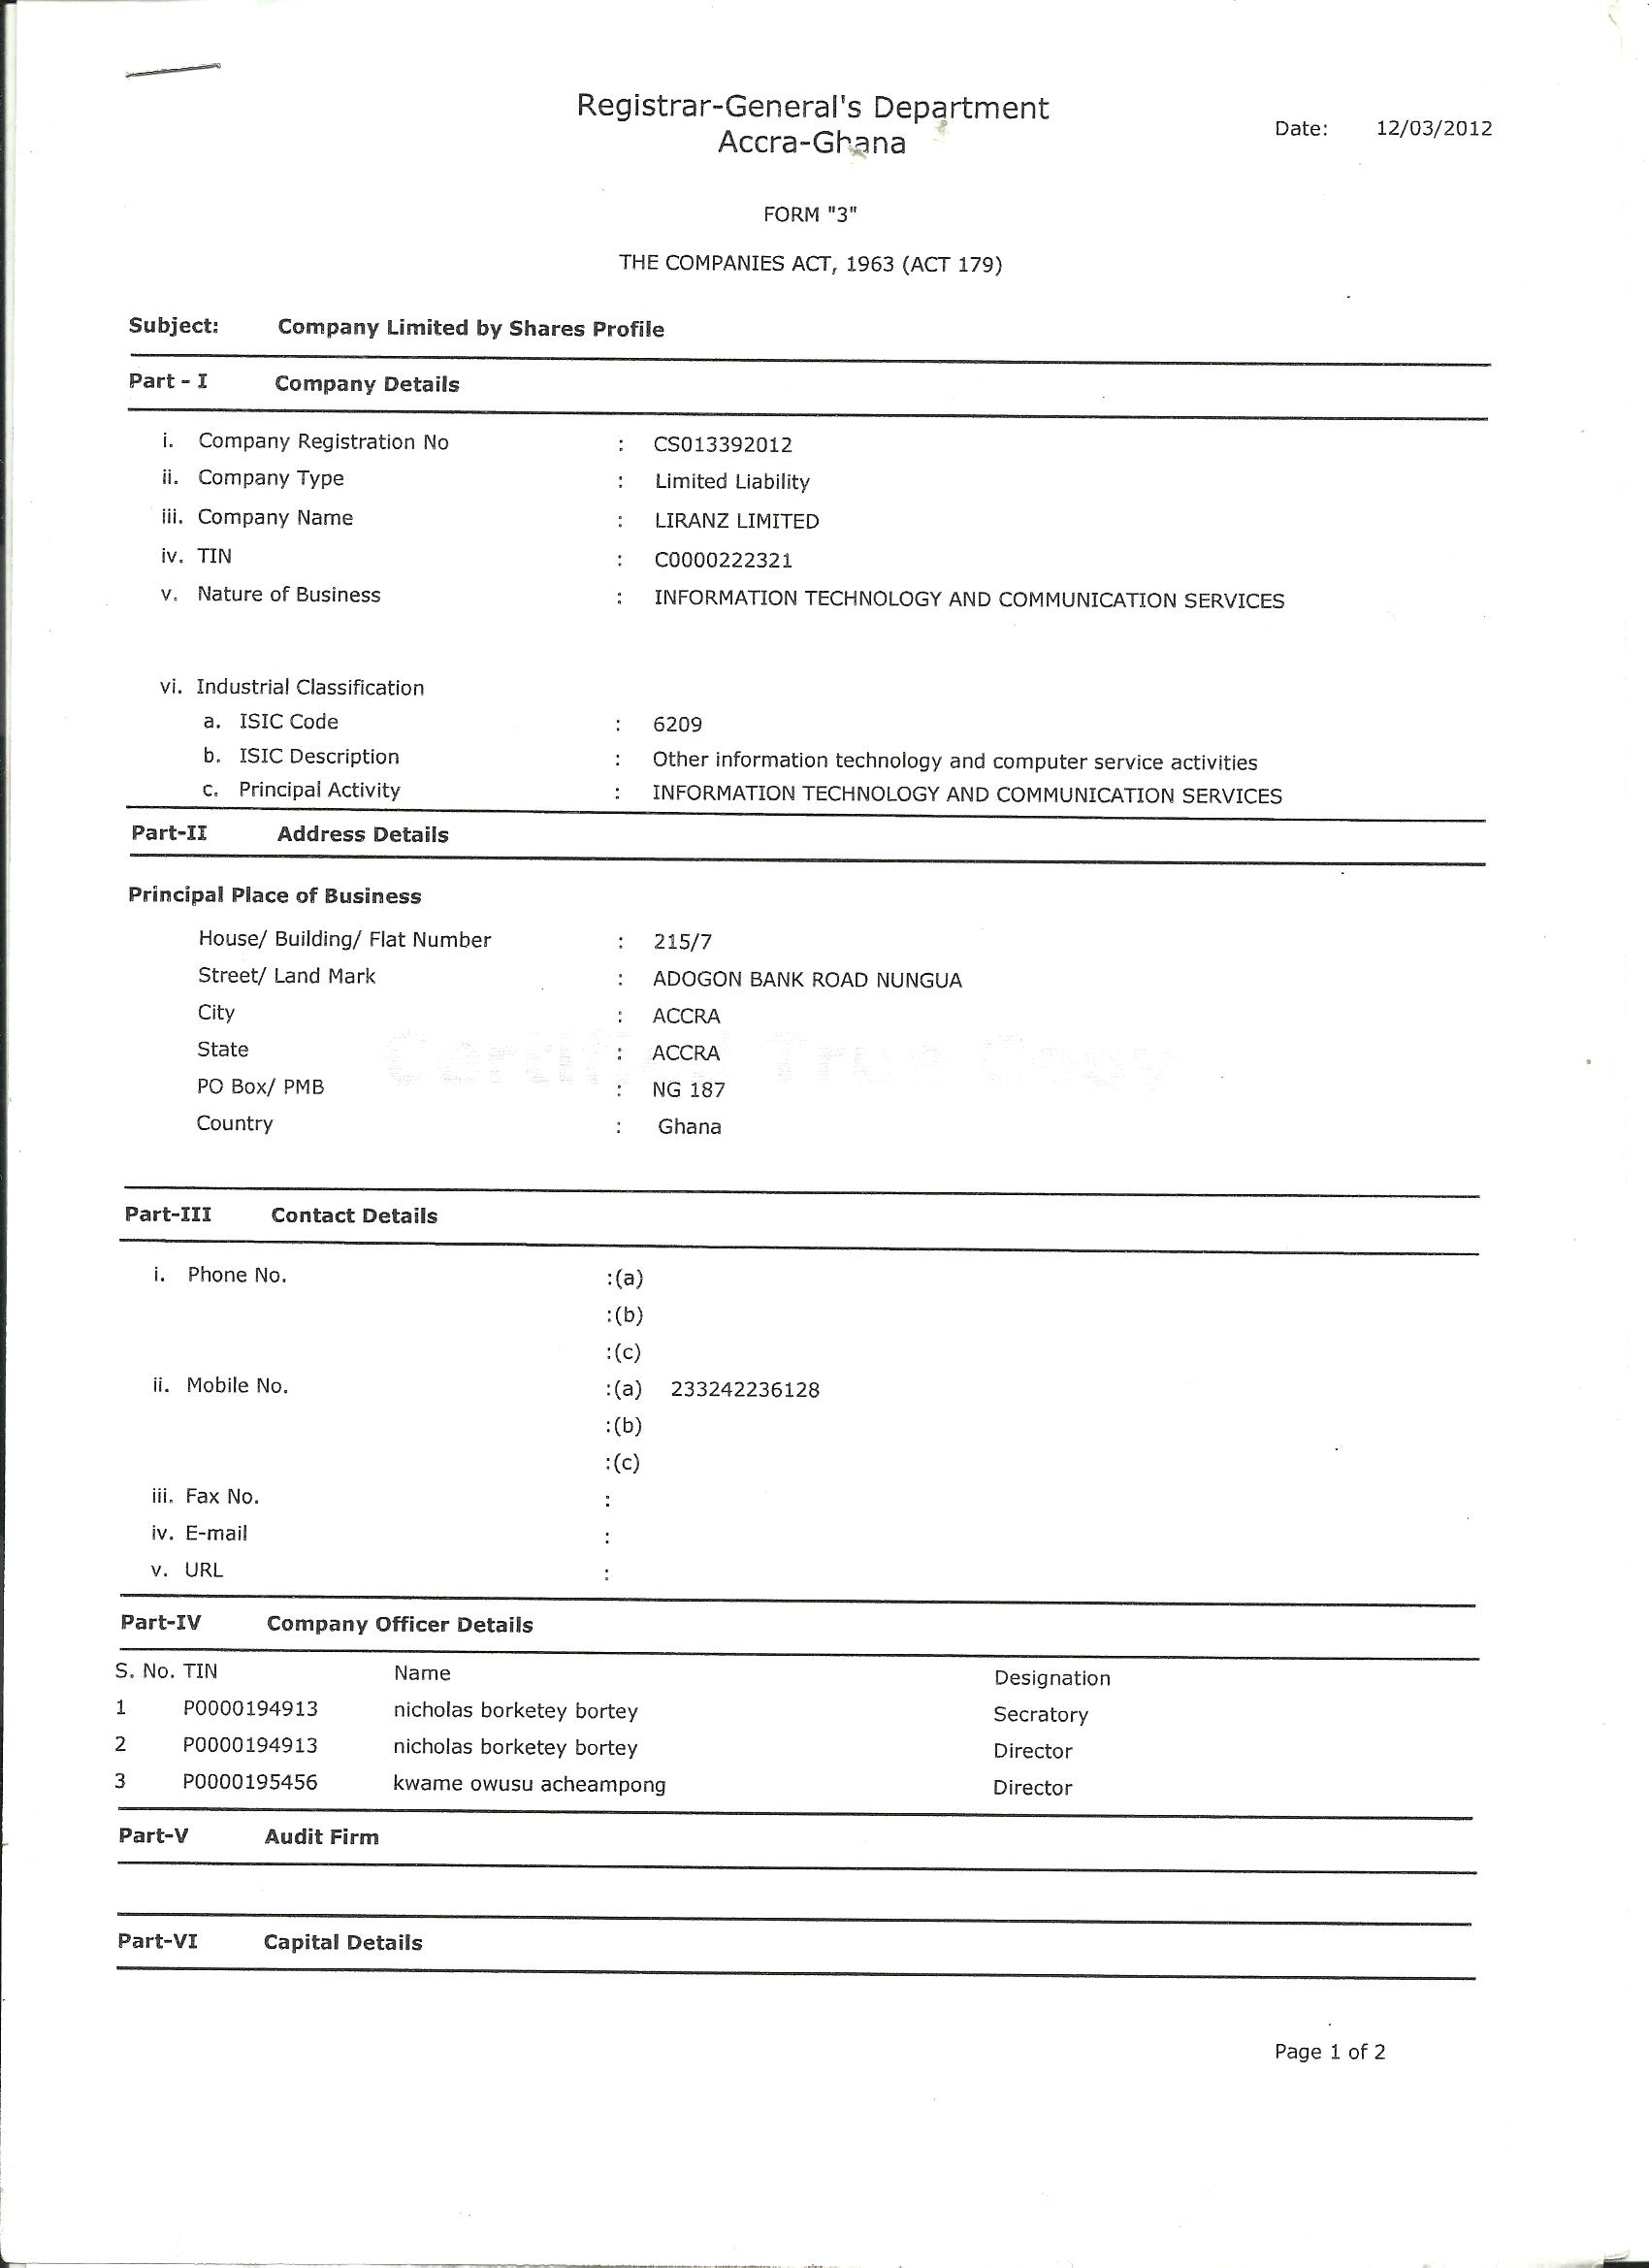 Registrar-General's Department
Accra-Ghana
Date: 12/03/2012
FORM "3"
THE COMPANIES ACT, 1963 (ACT 179)
Subject: Company Limited by Shares Profile
Part - I Company Details
i. Company Registration No : CS013392012
ii. Company Type : Limited Liability
iii. Company Name : LIRANZ LIMITED
iv. TIN : C0000222321
v. Nature of Business : INFORMATION TECHNOLOGY AND COMMUNICATION SERVICES
vi. Industrial Classification
a. ISIC Code : 6209
b. ISIC Description : Other information technology and computer service activities
c. Principal Activity : INFORMATION TECHNOLOGY AND COMMUNICATION SERVICES
Part-II Address Details
Principal Place of Business
House/ Building/ Flat Number : 215/7
Street/ Land Mark : ADOGON BANK ROAD NUNGUA
City : ACCRA
Certified True Copy
State : ACCRA
PO Box/ PMB : NG 187
Country : Ghana
Part-III Contact Details
i. Phone No. :(a)
:(b)
:(c)
ii. Mobile No. :(a) 233242236128
:(b)
:(c)
iii. Fax No. :
iv. E-mail :
v. URL :
Part-IV Company Officer Details
S. No. TIN Name Designation
1 P0000194913 nicholas borketey bortey Secratory
2 P0000194913 nicholas borketey bortey Director
3 P0000195456 kwame owusu acheampong Director
Part-V Audit Firm
Part-VI Capital Details
Page 1 of 2